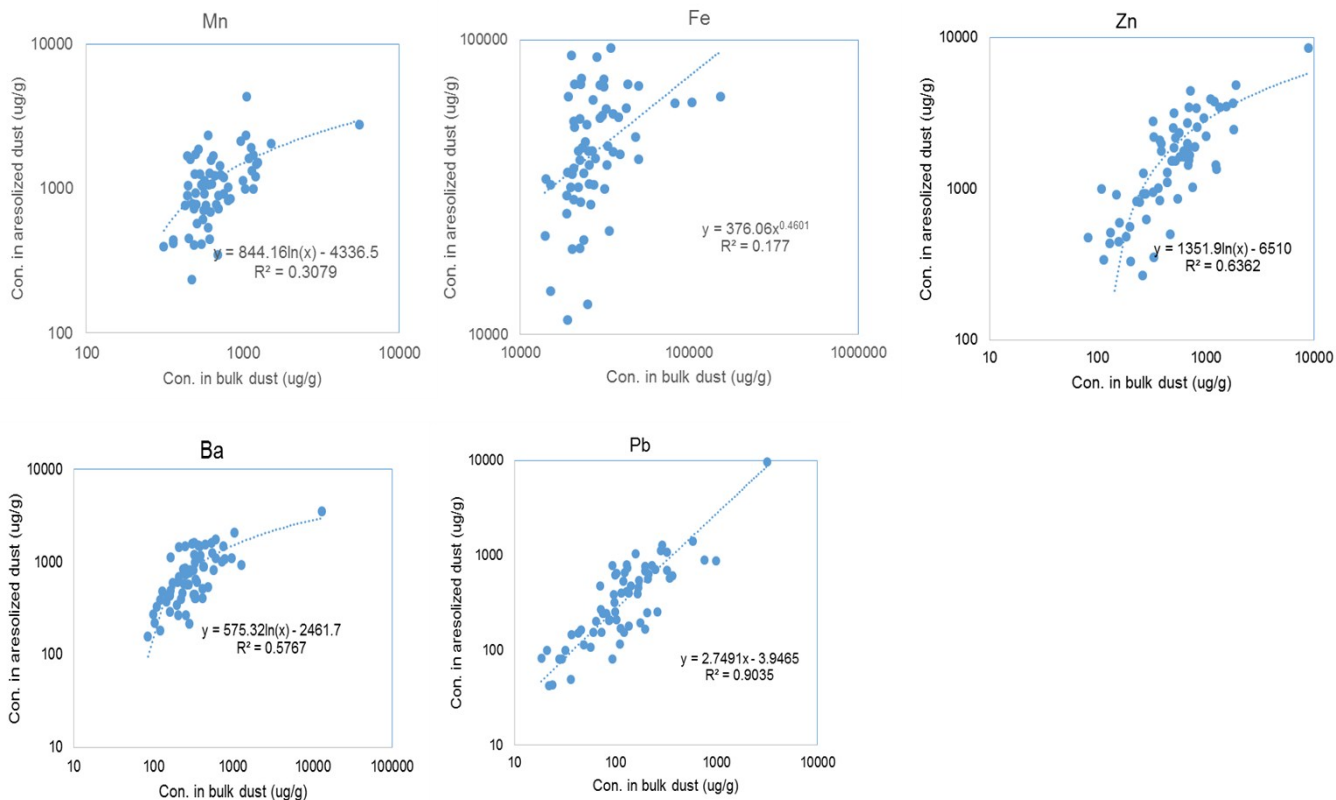 Mn
10000
1000
100
100
1000
10000
Con. in aresolized dust (ug/g)
Con. in bulk dust (ug/g)
y = 844.16ln(x) - 4336.5
R² = 0.3079
Fe
100000
10000
10000
100000
1000000
Con. in aresolized dust (ug/g)
Con. in bulk dust (ug/g)
y = 376.06x^0.4601
R² = 0.177
Zn
10000
1000
100
10
100
1000
10000
Con. in aresolized dust (ug/g)
Con. in bulk dust (ug/g)
y = 1351.9ln(x) - 6510
R² = 0.6362
Ba
10000
1000
100
10
10
100
1000
10000
100000
Con. in aresolized dust (ug/g)
Con. in bulk dust (ug/g)
y = 575.32ln(x) - 2461.7
R² = 0.5767
Pb
10000
1000
100
10
10
100
1000
10000
Con. in aresolized dust (ug/g)
Con. in bulk dust (ug/g)
y = 2.7491x - 3.9465
R² = 0.9035